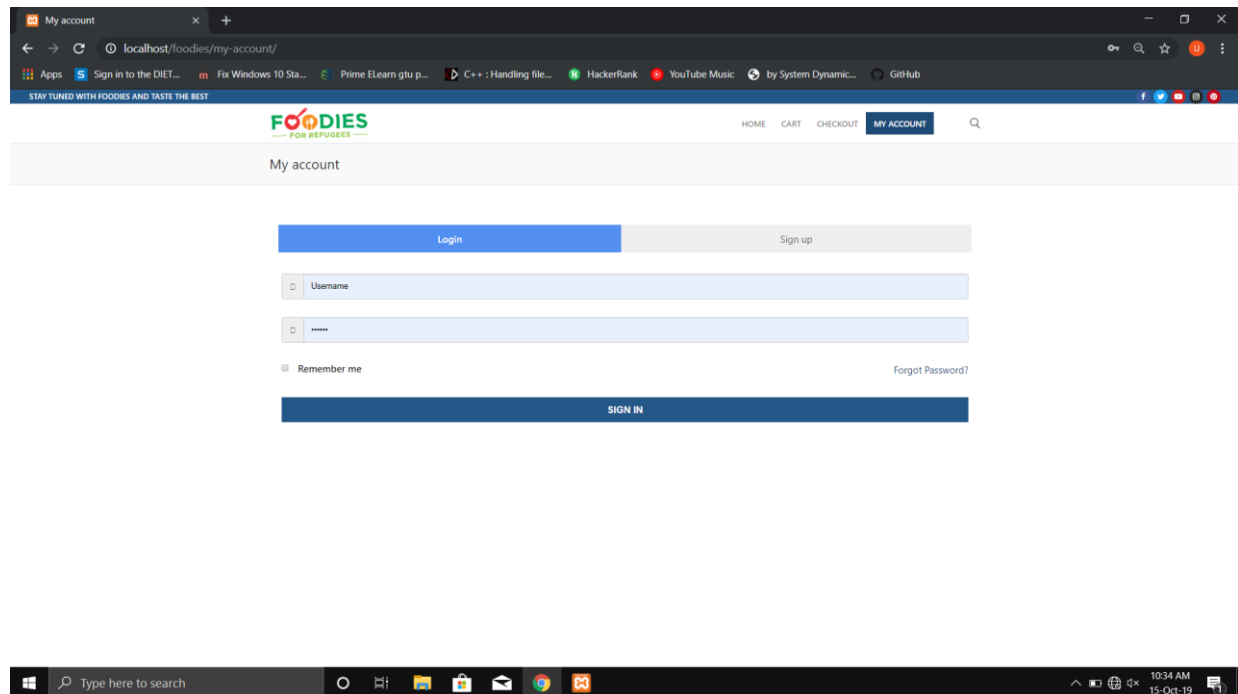 My account
localhost/foodies/my-account/
Apps S Sign in to the DIET... m Fix Windows 10 Sta... Prime ELearn gtu p... C++ : Handling file... HackerRank YouTube Music by System Dynamic... GitHub
STAY TUNED WITH FOODIES AND TASTE THE BEST
FOODIES
FOR REFUGEES
HOME CART CHECKOUT MY ACCOUNT
My account
Login Sign up
Username
••••••
Remember me Forgot Password?
SIGN IN
Type here to search
10:34 AM
15-Oct-19